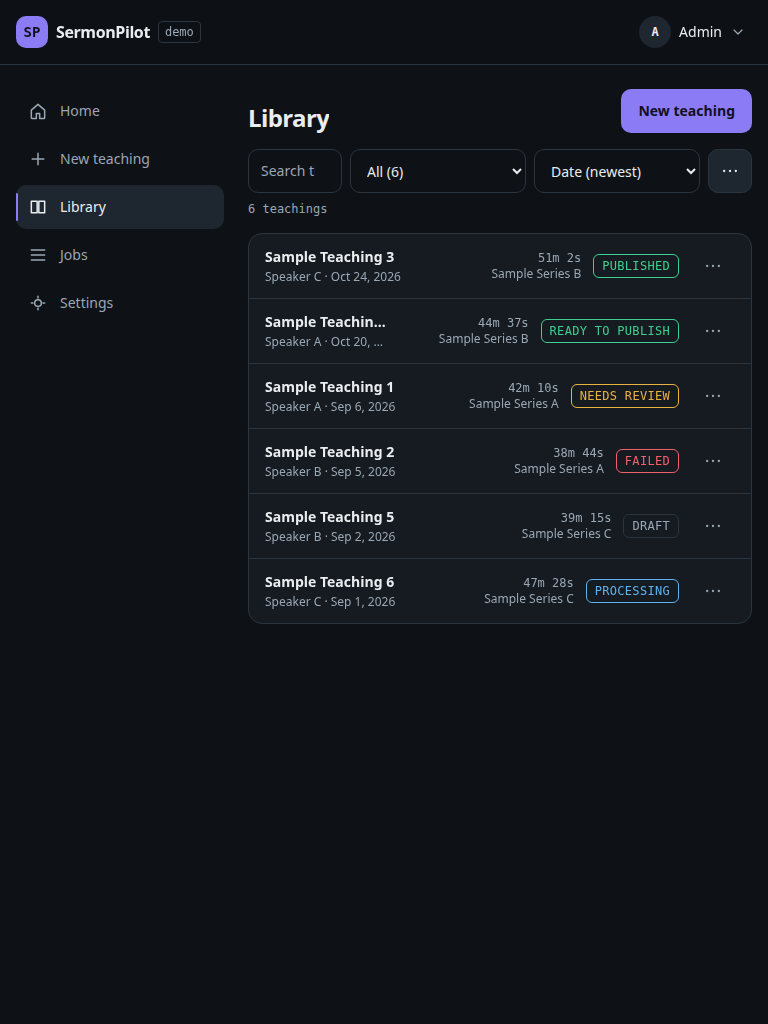 SP SermonPilot demo
A Admin
Home
New teaching
Library
Jobs
Settings
Library
New teaching
Search t
All (6)
Date (newest)
6 teachings
Sample Teaching 3
Speaker C · Oct 24, 2026
51m 2s
Sample Series B
PUBLISHED
Sample Teachin...
Speaker A · Oct 20, ...
44m 37s
Sample Series B
READY TO PUBLISH
Sample Teaching 1
Speaker A · Sep 6, 2026
42m 10s
Sample Series A
NEEDS REVIEW
Sample Teaching 2
Speaker B · Sep 5, 2026
38m 44s
Sample Series A
FAILED
Sample Teaching 5
Speaker B · Sep 2, 2026
39m 15s
Sample Series C
DRAFT
Sample Teaching 6
Speaker C · Sep 1, 2026
47m 28s
Sample Series C
PROCESSING